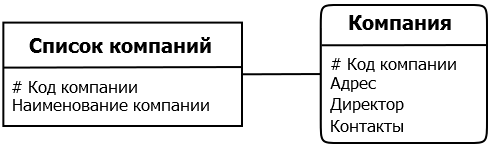 Список компаний
# Код компании
Наименование компании
Компания
# Код компании
Адрес
Директор
Контакты